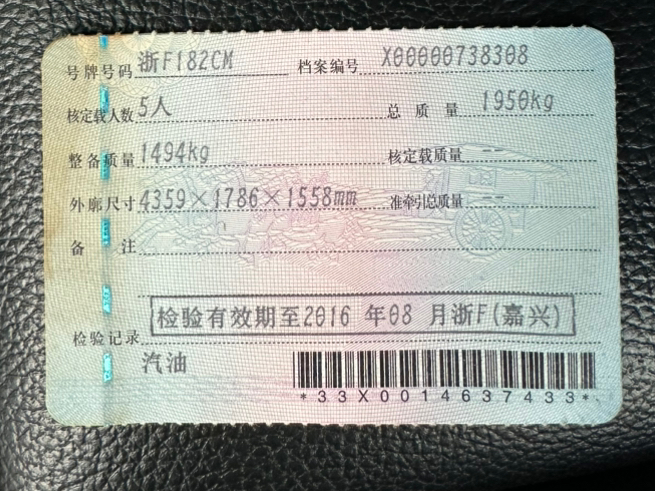 号牌号码 浙F182CM 档案编号 X00000738308
核定载人数 5人 总质量 1950kg
整备质量 1494kg 核定载质量 --
外廓尺寸 4359×1786×1558mm 准牵引总质量 --
备注
检验有效期至2016 年08 月浙F(嘉兴)
检验记录
汽油
*33X0014637433*